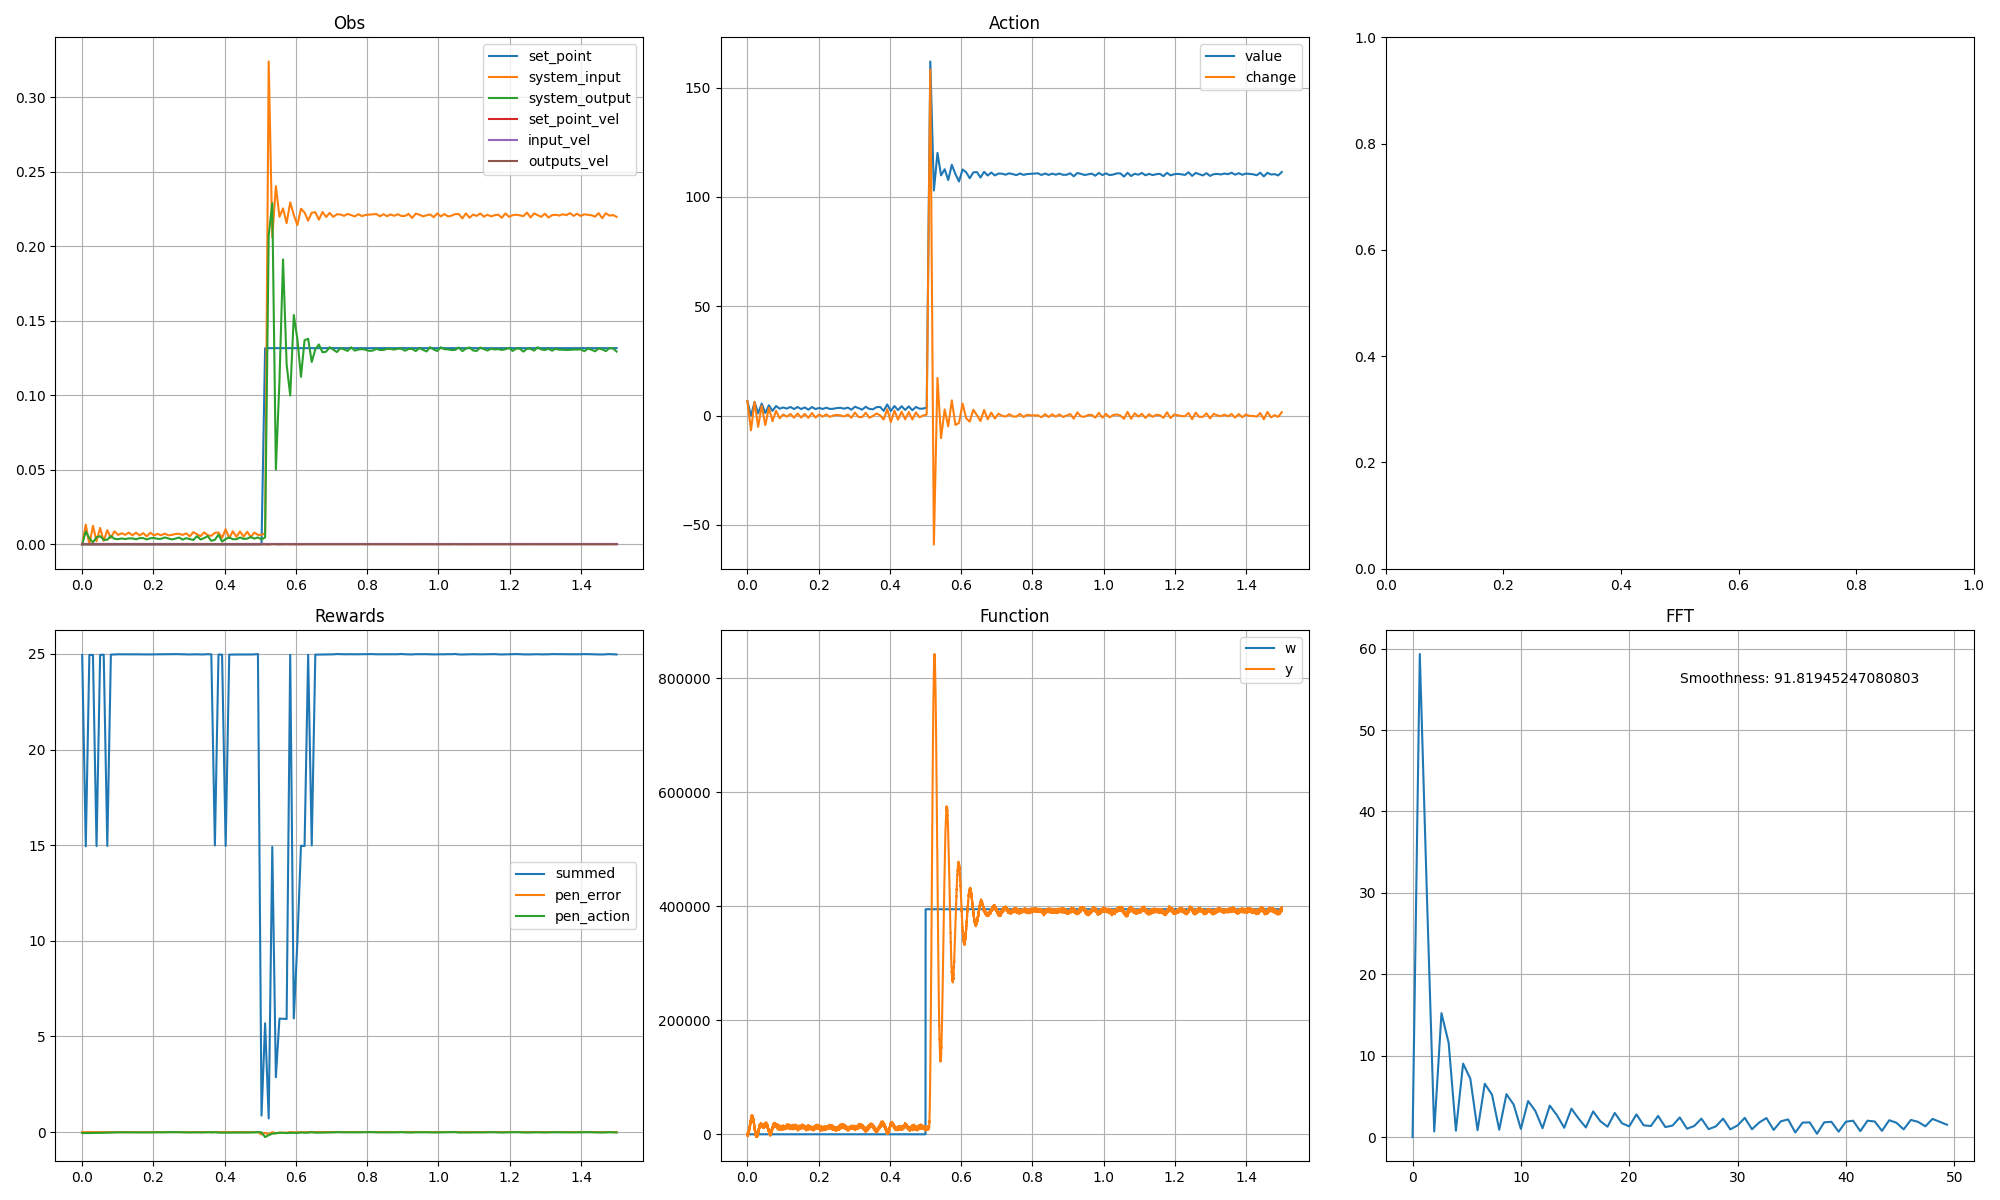 Obs
0.30
0.25
0.20
0.15
0.10
0.05
0.00
0.0 0.2 0.4 0.6 0.8 1.0 1.2 1.4
set_point
system_input
system_output
set_point_vel
input_vel
outputs_vel
Action
150
100
50
0
−50
0.0 0.2 0.4 0.6 0.8 1.0 1.2 1.4
value
change
1.0
0.8
0.6
0.4
0.2
0.0
0.0 0.2 0.4 0.6 0.8 1.0
Rewards
25
20
15
10
5
0
0.0 0.2 0.4 0.6 0.8 1.0 1.2 1.4
summed
pen_error
pen_action
Function
800000
600000
400000
200000
0
0.0 0.2 0.4 0.6 0.8 1.0 1.2 1.4
w
y
FFT
60
50
40
30
20
10
0
0 10 20 30 40 50
Smoothness: 91.81945247080803